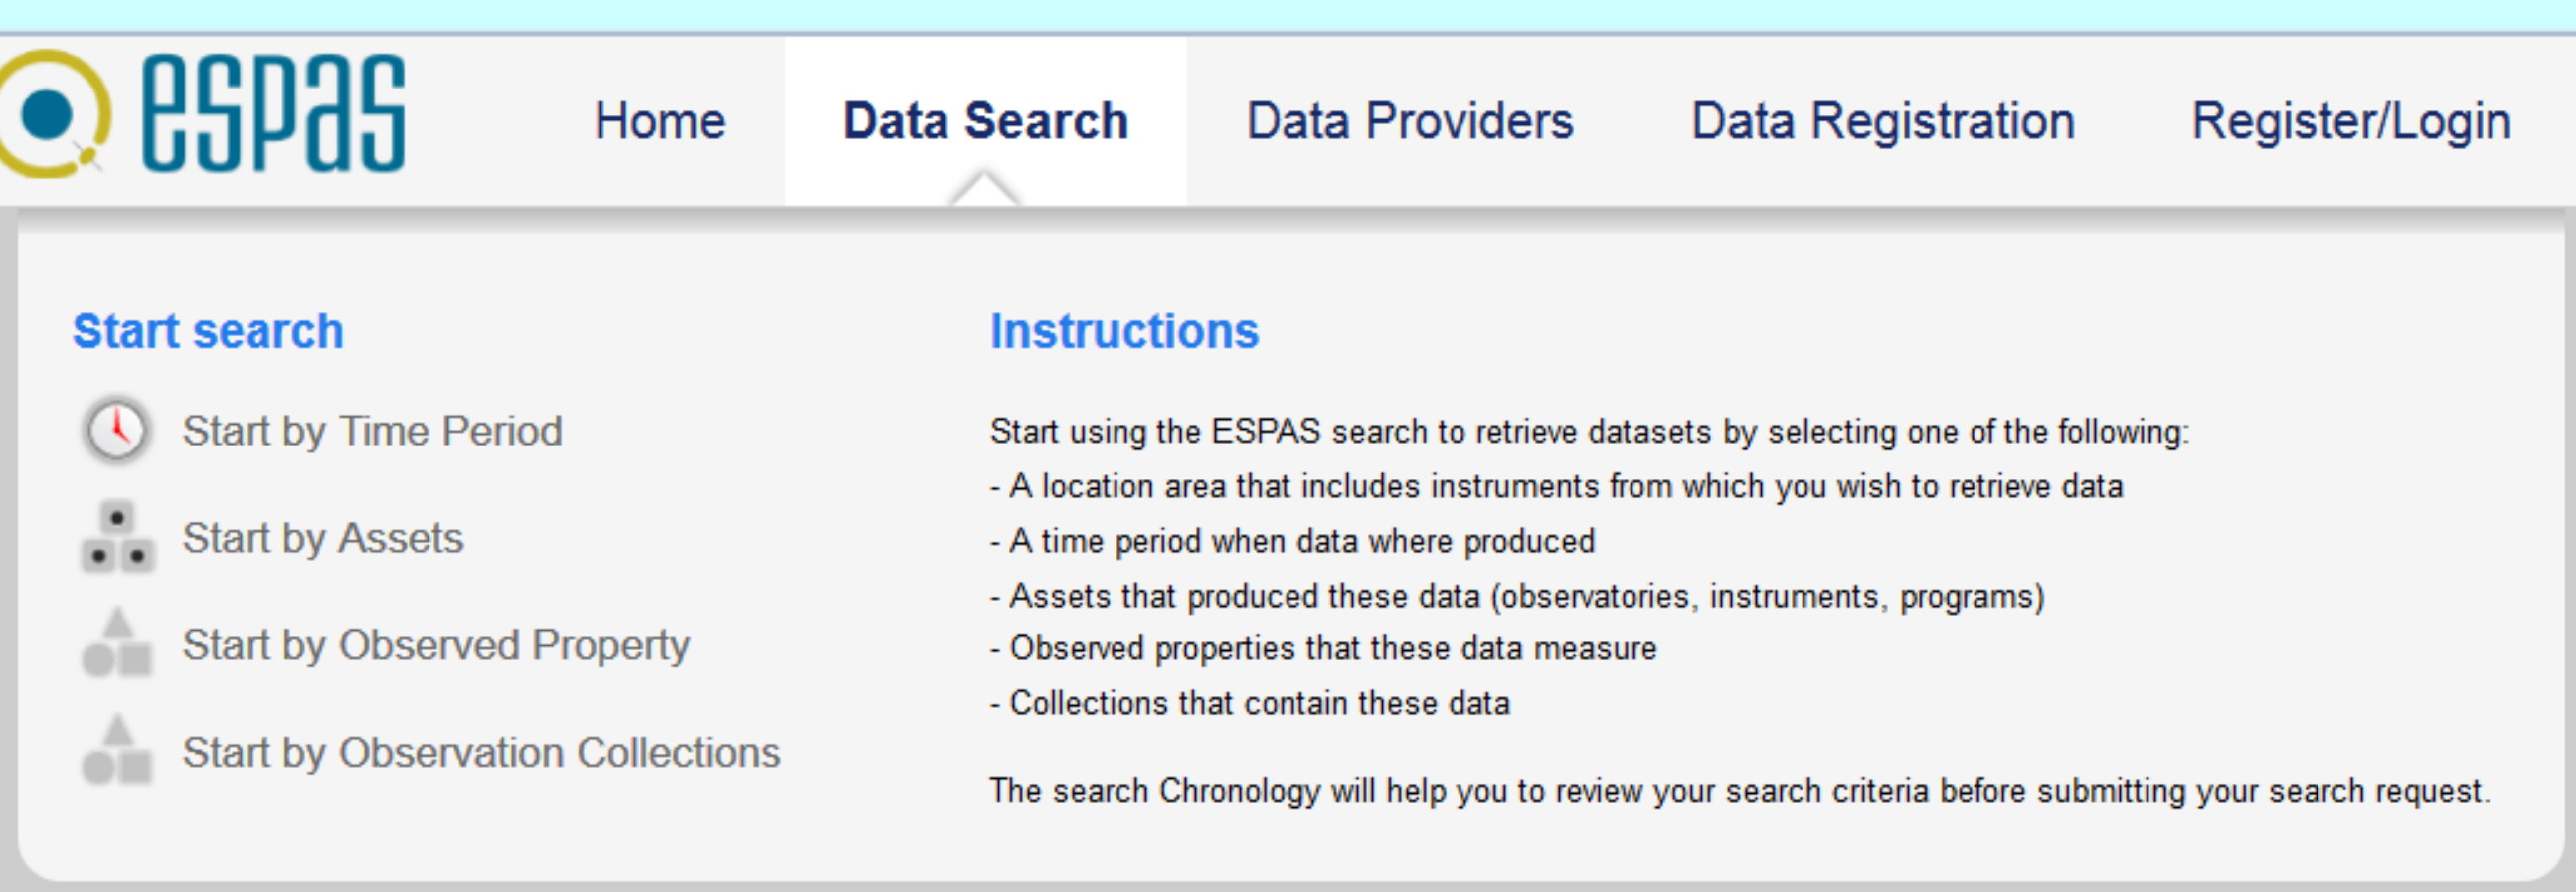 espas
Home Data Search Data Providers Data Registration Register/Login
Start search
Start by Time Period
Start by Assets
Start by Observed Property
Start by Observation Collections
Instructions
Start using the ESPAS search to retrieve datasets by selecting one of the following:
- A location area that includes instruments from which you wish to retrieve data
- A time period when data where produced
- Assets that produced these data (observatories, instruments, programs)
- Observed properties that these data measure
- Collections that contain these data
The search Chronology will help you to review your search criteria before submitting your search request.